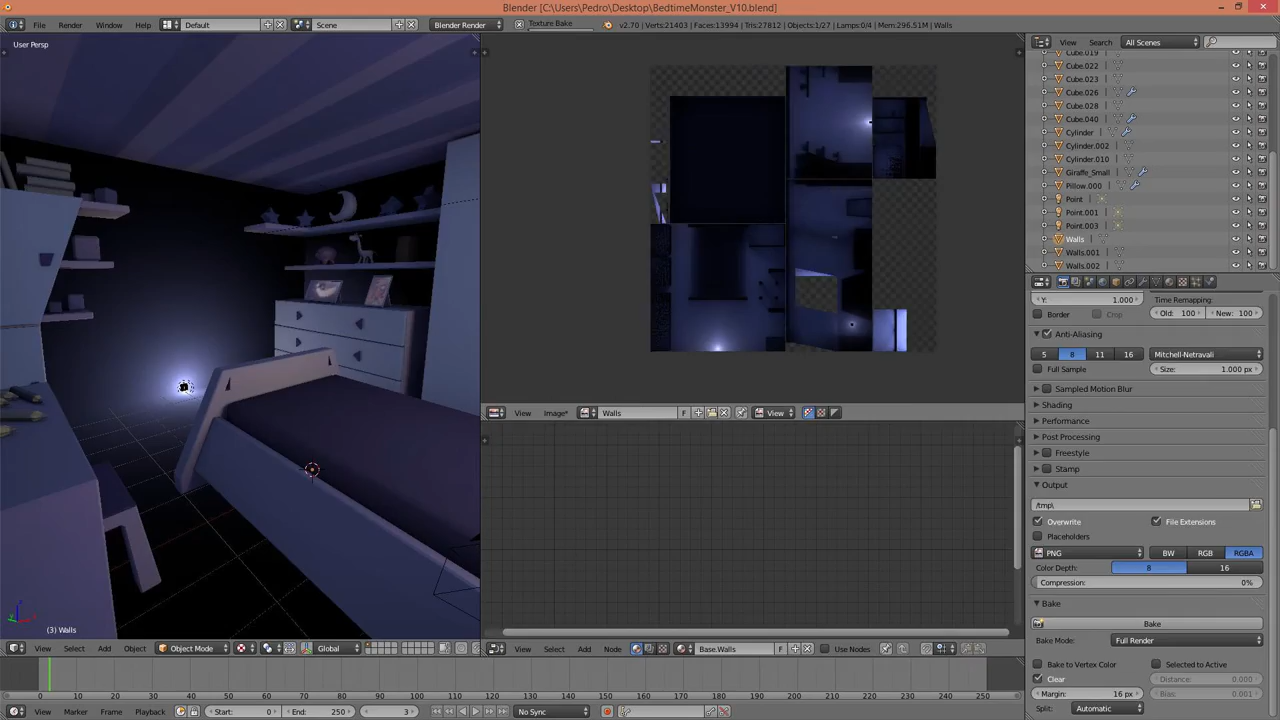 Blender [C:\Users\Pedro\Desktop\BedtimeMonster_V10.blend]
File Render Window Help Default Scene Blender Render Texture Bake v2.70 | Verts:21403 | Faces:13994 | Tris:27812 | Objects:1/27 | Lamps:0/4 | Mem:296.51M | Walls
View Search All Scenes
User Persp
Cube.019
Cube.022
Cube.023
Cube.026
Cube.028
Cube.040
Cylinder
Cylinder.002
Cylinder.010
Giraffe_Small
Pillow.000
Point
Point.001
Point.003
Walls
Walls.001
Walls.002
Y: 1.000 Time Remapping:
Border Crop Old: 100 New: 100
Anti-Aliasing
5 8 11 16 Mitchell-Netravali
Full Sample Size: 1.000 px
Sampled Motion Blur
Shading
Performance
Post Processing
Freestyle
Stamp
Output
/tmp\
Overwrite File Extensions
Placeholders
PNG BW RGB RGBA
Color Depth: 8 16
Compression: 0%
Bake
Bake
Bake Mode: Full Render
Bake to Vertex Color Selected to Active
Clear Distance: 0.000
Margin: 16 px Bias: 0.001
Split: Automatic
View Image* Walls F View
(3) Walls
View Select Add Object Object Mode Global
View Select Add Node Base.Walls F Use Nodes
0 10 20 30 40 50 60 70 80 90 100 110 120 130 140 150 160 170 180 190 200 210 220 230 240 250
View Marker Frame Playback Start: 0 End: 250 3 No Sync